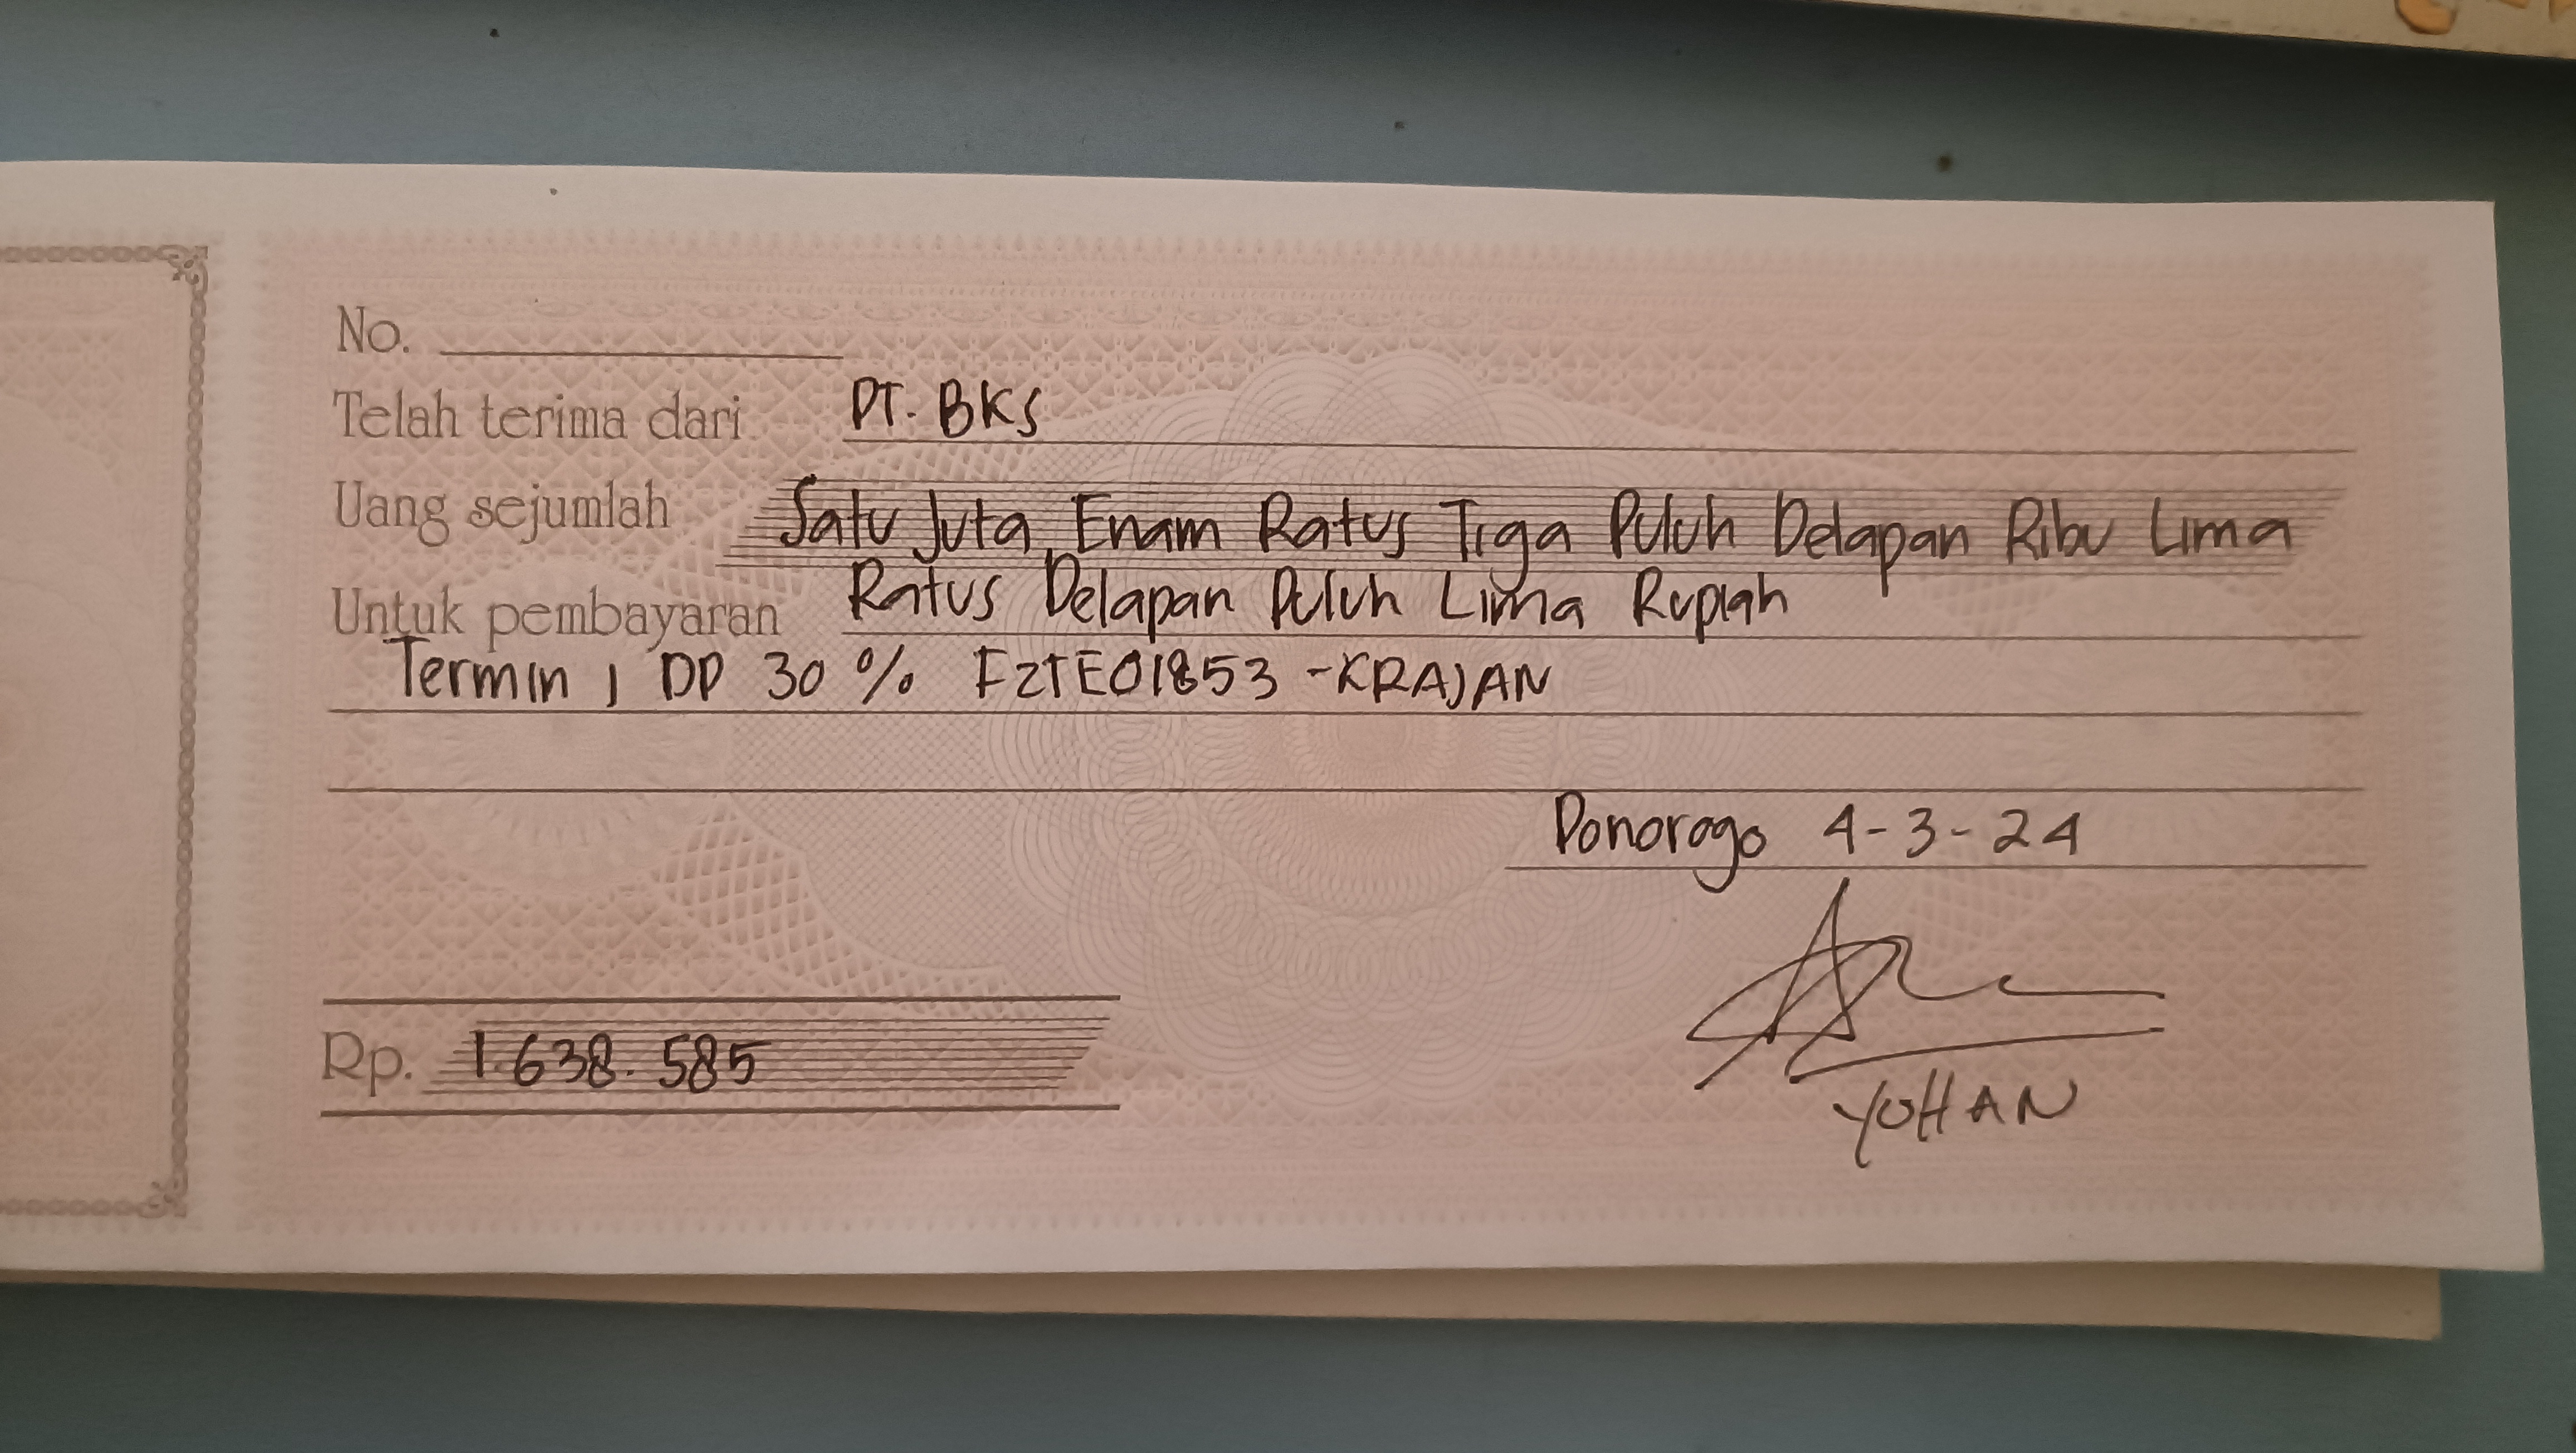 No.
Telah terima dari PT. BKS
Uang sejumlah Satu Juta Enam Ratus Tiga Puluh Delapan Ribu Lima
Untuk pembayaran Ratus Delapan Puluh Lima Rupiah
Termin 1 DP 30 % FZTE01853 -KRAJAN
Ponorogo 4-3-24
Rp. 1.638.585
YOHAN